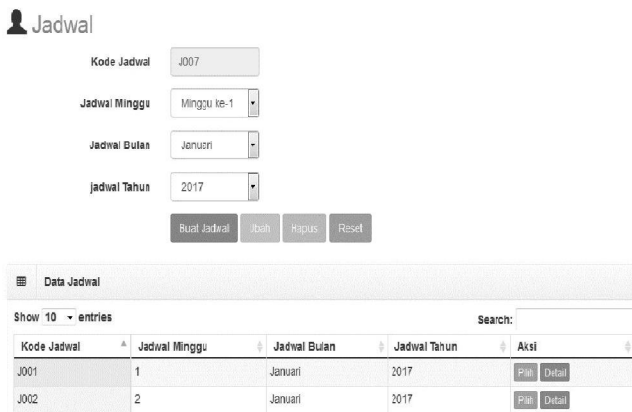 Jadwal
Kode Jadwal J007
Jadwal Minggu Minggu ke-1
Jadwal Bulan Januari
jadwal Tahun 2017
Buat Jadwal Ubah Hapus Reset
Data Jadwal
Show 10 entries Search:
Kode Jadwal Jadwal Minggu Jadwal Bulan Jadwal Tahun Aksi
J001 1 Januari 2017 Pilih Detail
J002 2 Januari 2017 Pilih Detail